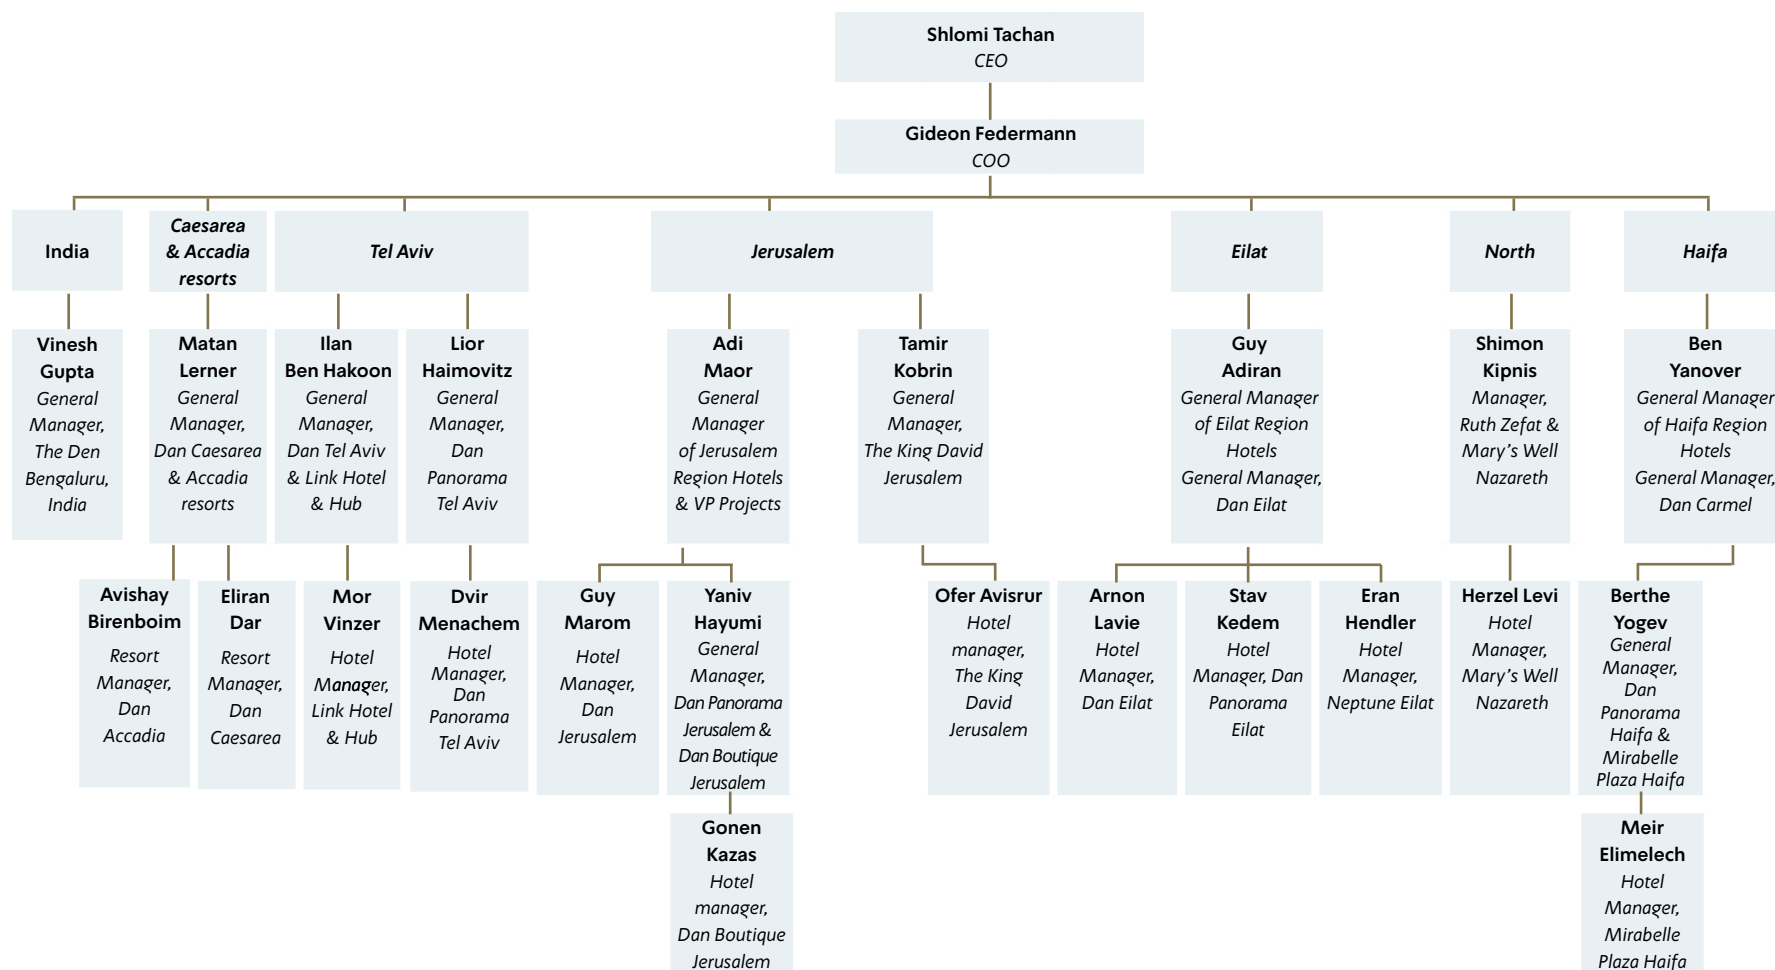 Shlomi Tachan
CEO
Gideon Federmann
COO
India
Caesarea
& Accadia
resorts
Tel Aviv
Jerusalem
Eilat
North
Haifa
Vinesh
Gupta
General
Manager,
The Den
Bengaluru,
India
Matan
Lerner
General
Manager,
Dan Caesarea
& Accadia
resorts
Ilan
Ben Hakoon
General
Manager,
Dan Tel Aviv
& Link Hotel
& Hub
Lior
Haimovitz
General
Manager,
Dan
Panorama
Tel Aviv
Adi
Maor
General
Manager
of Jerusalem
Region Hotels
& VP Projects
Tamir
Kobrin
General
Manager,
The King David
Jerusalem
Guy
Adiran
General Manager
of Eilat Region
Hotels
General Manager,
Dan Eilat
Shimon
Kipnis
Manager,
Ruth Zefat &
Mary's Well
Nazareth
Ben
Yanover
General Manager
of Haifa Region
Hotels
General Manager,
Dan Carmel
Avishay
Birenboim
Resort
Manager,
Dan
Accadia
Eliran
Dar
Resort
Manager,
Dan
Caesarea
Mor
Vinzer
Hotel
Manager,
Link Hotel
& Hub
Dvir
Menachem
Hotel
Manager,
Dan
Panorama
Tel Aviv
Guy
Marom
Hotel
Manager,
Dan
Jerusalem
Yaniv
Hayumi
General
Manager,
Dan Panorama
Jerusalem &
Dan Boutique
Jerusalem
Ofer Avisrur
Hotel
manager,
The King
David
Jerusalem
Arnon
Lavie
Hotel
Manager,
Dan Eilat
Stav
Kedem
Hotel
Manager, Dan
Panorama
Eilat
Eran
Hendler
Hotel
Manager,
Neptune Eilat
Herzel Levi
Hotel
Manager,
Mary's Well
Nazareth
Berthe
Yogev
General
Manager,
Dan
Panorama
Haifa &
Mirabelle
Plaza Haifa
Gonen
Kazas
Hotel
manager,
Dan Boutique
Jerusalem
Meir
Elimelech
Hotel
Manager,
Mirabelle
Plaza Haifa